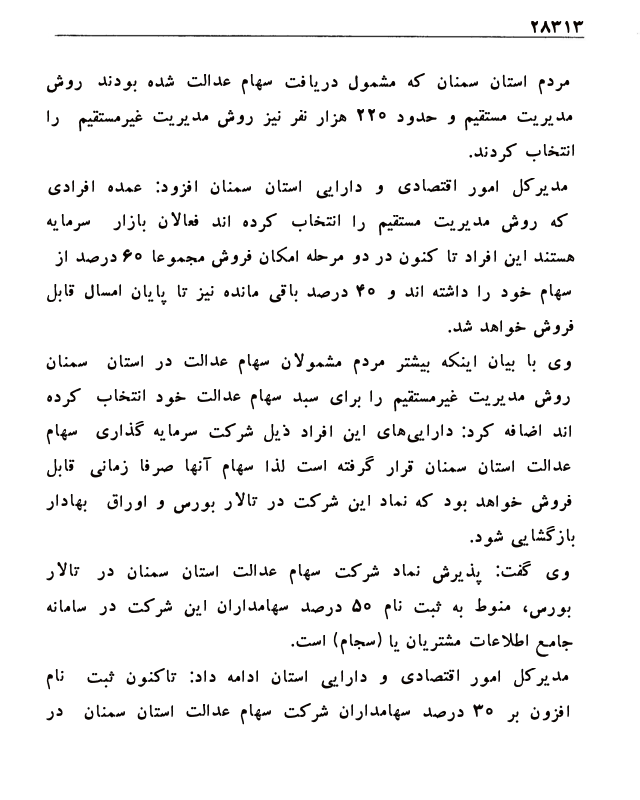 ۲۸۳۱۳
مردم استان سمنان که مشمول دریافت سهام عدالت شده بودند روش
مدیریت مستقیم و حدود ۲۲۰ هزار نفر نیز روش مدیریت غیرمستقیم را
انتخاب کردند.
مدیرکل امور اقتصادی و دارایی استان سمنان افزود: عمده افرادی
که روش مدیریت مستقیم را انتخاب کرده اند فعالان بازار سرمایه
هستند این افراد تا کنون در دو مرحله امکان فروش مجموعا ۶۰ درصد از
سهام خود را داشته اند و ۴۰ درصد باقی مانده نیز تا پایان امسال قابل
فروش خواهد شد.
وی با بیان اینکه بیشتر مردم مشمولان سهام عدالت در استان سمنان
روش مدیریت غیرمستقیم را برای سبد سهام عدالت خود انتخاب کرده
اند اضافه کرد: دارایی‌های این افراد ذیل شرکت سرمایه گذاری سهام
عدالت استان سمنان قرار گرفته است لذا سهام آنها صرفا زمانی قابل
فروش خواهد بود که نماد این شرکت در تالار بورس و اوراق بهادار
بازگشایی شود.
وی گفت: پذیرش نماد شرکت سهام عدالت استان سمنان در تالار
بورس، منوط به ثبت نام ۵۰ درصد سهامداران این شرکت در سامانه
جامع اطلاعات مشتریان یا (سجام) است.
مدیرکل امور اقتصادی و دارایی استان ادامه داد: تاکنون ثبت نام
افزون بر ۳۰ درصد سهامداران شرکت سهام عدالت استان سمنان در